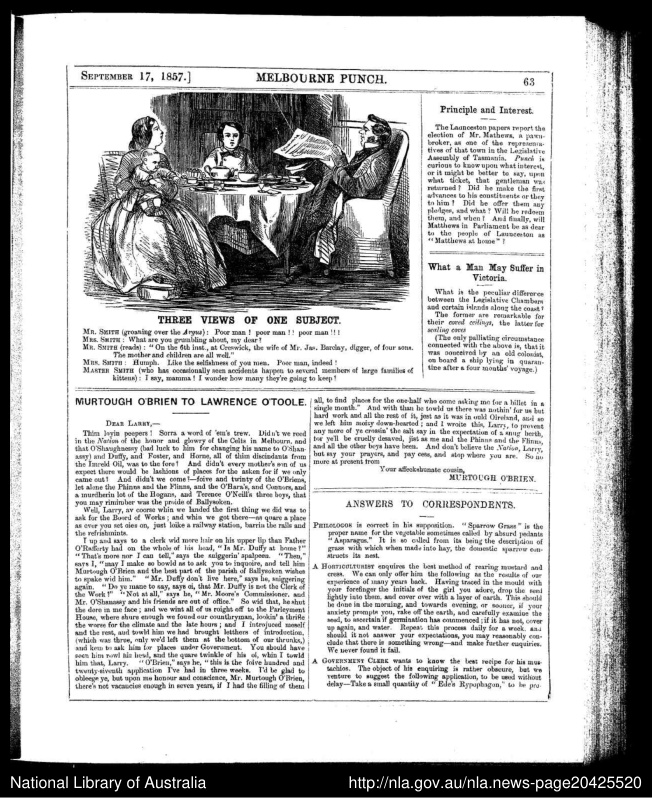 SEPTEMBER 17, 1857.]
MELBOURNE PUNCH.
63
THREE VIEWS OF ONE SUBJECT.
MR. SMITH (groaning over the Argus): Poor man! poor man!! poor man!!!
MRS. SMITH: What are you grumbling about, my dear?
MR. SMITH (reads): "On the 6th inst., at Creswick, the wife of Mr. Jas. Barclay, digger, of four sons.
The mother and children are all well."
MRS. SMITH: Humph. Like the selfishness of you men. Poor man, indeed!
MASTER SMITH (who has occasionally seen accidents happen to several members of large families of
kittens): I say, mamma! I wonder how many they're going to keep?
Principle and Interest.
The Launceston papers report the
election of Mr. Mathews, a pawn-
broker, as one of the representa-
tives of that town in the Legislative
Assembly of Tasmania. Punch is
curious to know upon what interest,
or it might be better to say, upon
what ticket, that gentleman was
returned? Did he make the first
advances to his constituents or they
to him? Did he offer them any
pledges, and what? Will he redeem
them, and when? And finally, will
Matthews in Parliament be as dear
to the people of Launceston as
"Matthews at home"?
What a Man May Suffer in
Victoria.
What is the peculiar difference
between the Legislative Chambers
and certain islands along the coast?
The former are remarkable for
their coved ceilings, the latter for
sealing coves
(The only palliating circumstance
connected with the above is, that it
was conceived by an old colonist,
on board a ship lying in quaran-
tine after a four months' voyage.)
MURTOUGH O'BRIEN TO LAWRENCE O'TOOLE.
DEAR LARRY,—
Thim layin peepers! Sorra a word of 'em's trew. Didn't we reed
in the Nation of the honor and glowry of the Celts in Melbourn, and
that O'Shaughnessy (bad luck to him for changing his name to O'Shan-
assy) and Duffy, and Foster, and Horne, all of thim discindants from
the Imreld Oil, was to the fore? And didn't every mother's son of us
expect there would be lashions of places for the asken for if we only
came out? And didn't we come!—foive and twinty of the O'Briens,
let alone the Phinns and the Flinns, and the O'Hara's, and Connors, and
a murdherin lot of the Hogans, and Terence O'Neill's three boys, that
you may rimimber was the proide of Ballysoken.
Well, Larry, av coorse whin we landed the first thing we did was to
ask for the Board of Works; and whin we got there—as quare a place
as ever you set oies on, jist loike a railway station, barrin the rails and
the refrishmints.
I up and says to a clerk wid more hair on his upper lip than Father
O'Rafferty had on the whole of his head, "Is Mr. Duffy at home?"
"That's more nor I can tell," says the sniggerin' spalpeen. "Then,"
says I, "may I make so bowld as to ask you to inquoire, and tell him
Murtough O'Brien and the best part of the parish of Ballysoken wishes
to spake wid him." "Mr. Duffy don't live here," says he, sniggering
again. "Do ye mane to say, says oi, that Mr. Duffy is not the Clerk of
the Work?" "Not at all," says he, "Mr. Moore's Commissioner, and
Mr. O'Shanassy and his friends are out of office." So wid that, he shut
the dore in me face; and we wint all of us roight off to the Parleyment
House, where shure enough we found our counthryman, lookin' a thrifle
the worse for the climate and the late hours; and I introjuced meself
and the rest, and towld him we had brought letthers of introduction,
(which was throe, only we'd left them at the bottom of our thrunks,)
and kem to ask him for places under Government. You should have
seen him nowl his head, and the quare twinkle of his oi, whin I towld
him that, Larry. "O'Brien," says he, "this is the foive hundred and
twenty-siventh application I've had in three weeks. I'd be glad to
obleege ye, but upon me honour and conscience, Mr. Murtough O'Brien,
there's not vacancies enough in seven years, if I had the filling of them
all, to find places for the one-half who come asking me for a billet in a
single month." And with that he towld us there was nothin' for us but
hard work and all the rest of it, jist as it was in ould Oireland, and so
we left him moizy down-hearted; and I wroite this, Larry, to prevent
any more of ye crossin' the salt say in the expectation of a snug berth,
for ye'll be cruelly desaved, jist as me and the Phinns and the Flinns,
and all the other boys have been. And don't believe the Nation, Larry,
but say your prayers, and pay cess, and stop where you are. So no
more at present from
Your affeckshunate cousin,
MURTOUGH O'BRIEN.
ANSWERS TO CORRESPONDENTS.
PHILOLOGOS is correct in his supposition. "Sparrow Grass" is the
proper name for the vegetable sometimes called by absurd pedants
"Asparagus." It is so called from its being the description of
grass with which when made into hay, the domestic sparrow con-
structs its nest.
A HORTICULTURIST enquires the best method of rearing mustard and
cress. We can only offer him the following as the results of our
experience of many years back. Having traced in the mould with
your forefinger the initials of the girl you adore, drop the seed
lightly into them, and cover over with a layer of earth. This should
be done in the morning, and towards evening, or sooner, if your
anxiety prompts you, rake off the earth, and carefully examine the
seed, to ascertain if germination has commenced; if it has not, cover
up again, and water. Repeat this process daily for a week, and
should it not answer your expectations, you may reasonably con-
clude that there is something wrong—and make further enquiries.
We never found it fail.
A GOVERNMENT CLERK wants to know the best recipe for his mus-
tachios. The object of his enquiring is rather obscure, but we
venture to suggest the following application, to be used without
delay—Take a small quantity of "Ede's Hypophagon," to be pro-
National Library of Australia
http://nla.gov.au/nla.news-page20425520